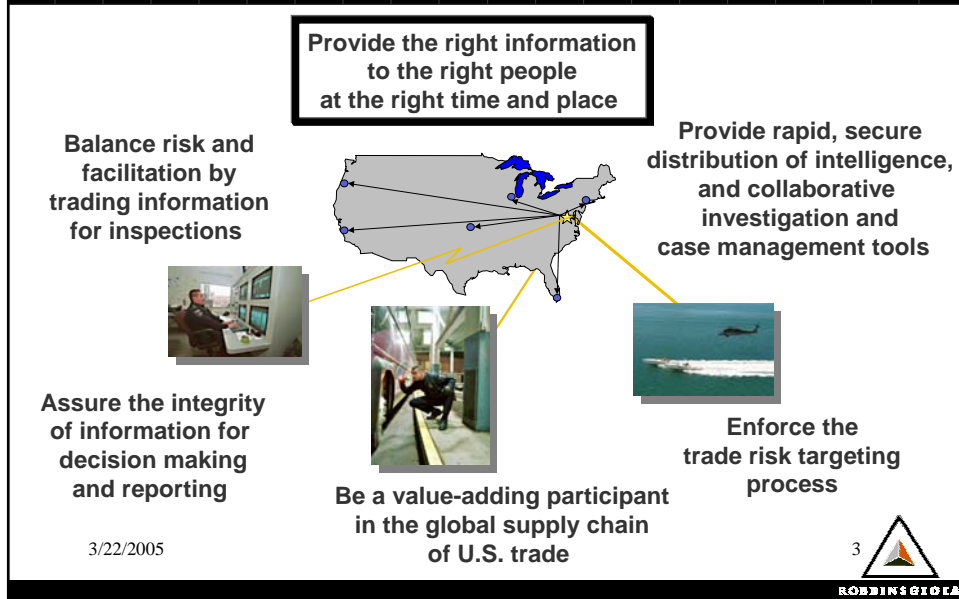 Provide the right information
to the right people
at the right time and place
Balance risk and
facilitation by
trading information
for inspections
Provide rapid, secure
distribution of intelligence,
and collaborative
investigation and
case management tools
Assure the integrity
of information for
decision making
and reporting
Be a value-adding participant
in the global supply chain
of U.S. trade
Enforce the
trade risk targeting
process
3/22/2005
3
ROBBINSGIOIA